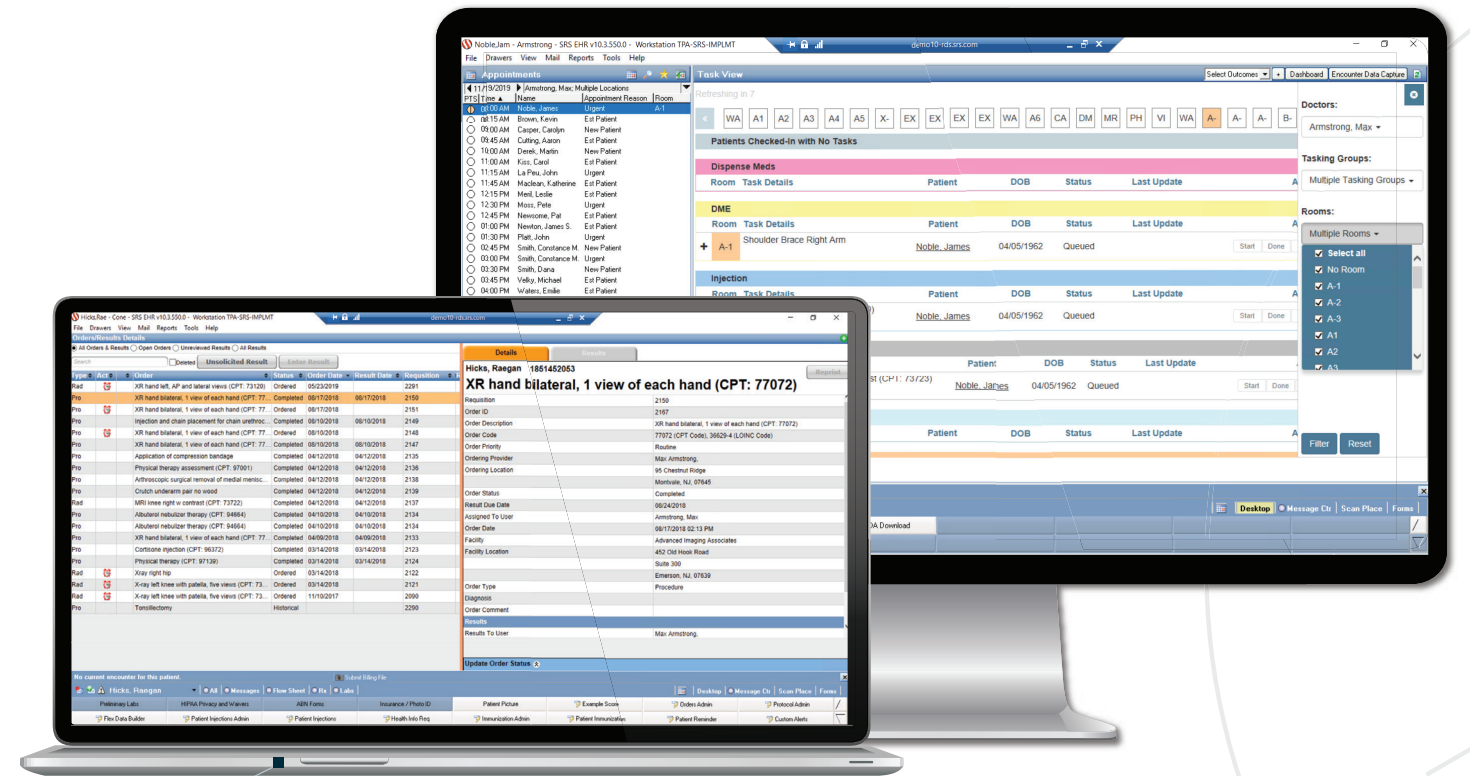 Noble,Jam - Armstrong - SRS EHR v10.3.550.0 - Workstation TPA-SRS-IMPLMT
demo10-rds.srs.com
File Drawers View Mail Reports Tools Help
Appointments
11/19/2019 Armstrong, Max; Multiple Locations
PTS Time Name Appointment Reason Room
08:00 AM Noble, James Urgent A-1
08:15 AM Brown, Kevin Est Patient
09:00 AM Casper, Carolyn New Patient
09:45 AM Cutting, Aaron Est Patient
10:00 AM Derek, Martin New Patient
11:00 AM Kiss, Carol Est Patient
11:15 AM La Peu, John Urgent
11:45 AM Maclean, Katherine Est Patient
12:15 PM Meril, Leslie Est Patient
12:30 PM Moss, Pete Urgent
12:45 PM Newsome, Pat Est Patient
01:00 PM Newton, James S. Est Patient
01:30 PM Platt, John Urgent
02:45 PM Smith, Constance M. New Patient
03:00 PM Smith, Constance M. Urgent
03:30 PM Smith, Dana New Patient
03:45 PM Velky, Michael Est Patient
04:00 PM Waters, Emilie Est Patient
Task View
Select Outcomes + Dashboard Encounter Data Capture
Refreshing in 7
« WA A1 A2 A3 A4 A5 X- EX EX EX EX WA A6 CA DM MR PH VI WA A- A- A- B-
Patients Checked-in with No Tasks
Dispense Meds
Room Task Details Patient DOB Status Last Update A
DME
Room Task Details Patient DOB Status Last Update A
+ A-1 Shoulder Brace Right Arm Noble, James 04/05/1962 Queued Start Done
Injection
Room Task Details Patient DOB Status Last Update A
Noble, James 04/05/1962 Queued Start Done
Patient DOB Status Last Update
st (CPT: 73723) Noble, James 04/05/1962 Queued Start Done
Patient DOB Status Last Update A
Doctors:
Armstrong, Max
Tasking Groups:
Multiple Tasking Groups
Rooms:
Multiple Rooms
Select all
No Room
A-1
A-2
A-3
A1
A2
A3
Filter Reset
Desktop Message Ctr Scan Place Forms
DA Download
Hicks,Rae - Cone - SRS EHR v10.3.550.0 - Workstation TPA-SRS-IMPLMT
demo10-rds.srs.com
File Drawers View Mail Reports Tools Help
Orders/Results Details
All Orders & Results Open Orders Unreviewed Results All Results
Search Deleted Unsolicited Result Enter Result
Type Act Order Status Order Date Result Date Requsition
Rad XR hand left, AP and lateral views (CPT: 73120) Ordered 05/23/2019 2291
Pro XR hand bilateral, 1 view of each hand (CPT: 77... Completed 08/17/2018 08/17/2018 2150
Pro XR hand bilateral, 1 view of each hand (CPT: 77... Ordered 08/17/2018 2151
Pro Injection and chain placement for chain urethroc... Completed 08/10/2018 08/10/2018 2149
Pro XR hand bilateral, 1 view of each hand (CPT: 77... Ordered 08/10/2018 2148
Pro XR hand bilateral, 1 view of each hand (CPT: 77... Completed 08/10/2018 08/10/2018 2147
Pro Application of compression bandage Completed 04/12/2018 04/12/2018 2135
Pro Physical therapy assessment (CPT: 97001) Completed 04/12/2018 04/12/2018 2136
Pro Arthroscopic surgical removal of medial menisc... Completed 04/12/2018 04/12/2018 2138
Pro Crutch underarm pair no wood Completed 04/12/2018 04/12/2018 2139
Rad MRI knee right w contrast (CPT: 73722) Completed 04/12/2018 04/12/2018 2137
Pro Albuterol nebulizer therapy (CPT: 94664) Completed 04/10/2018 04/10/2018 2134
Pro Albuterol nebulizer therapy (CPT: 94664) Completed 04/10/2018 04/10/2018 2134
Pro XR hand bilateral, 1 view of each hand (CPT: 77... Completed 04/09/2018 04/09/2018 2133
Pro Cortisone injection (CPT: 96372) Completed 03/14/2018 03/14/2018 2123
Pro Physical therapy (CPT: 97139) Completed 03/14/2018 03/14/2018 2124
Rad Xray right hip Ordered 03/14/2018 2122
Rad X-ray left knee with patella, five views (CPT: 73... Ordered 03/14/2018 2121
Rad X-ray left knee with patella, five views (CPT: 73... Ordered 11/10/2017 2090
Pro Tonsillectomy Historical 2290
Details Results
Hicks, Raegan 1851452053 Reprint
XR hand bilateral, 1 view of each hand (CPT: 77072)
Requisition 2150
Order ID 2167
Order Description XR hand bilateral, 1 view of each hand (CPT: 77072)
Order Code 77072 (CPT Code), 36629-4 (LOINC Code)
Order Priority Routine
Ordering Provider Max Armstrong,
Ordering Location 95 Chestnut Ridge
Montvale, NJ, 07645
Order Status Completed
Result Due Date 08/24/2018
Assigned To User Armstrong, Max
Order Date 08/17/2018 02:13 PM
Facility Advanced Imaging Associates
Facility Location 452 Old Hook Road
Suite 300
Emerson, NJ, 07639
Order Type Procedure
Diagnosis
Order Comment
Results
Results To User Max Armstrong,
Update Order Status
No current encounter for this patient. Submit Billing File
Hicks, Raegan All Messages Flow Sheet Rx Labs Desktop Message Ctr Scan Place Forms
Preliminary Labs HIPAA Privacy and Waivers ABN Forms Insurance / Photo ID Patient Picture Example Score Orders Admin Protocol Admin
Flex Data Builder Patient Injections Admin Patient Injections Health Info Req Immunization Admin Patient Immunization Patient Reminder Custom Alerts